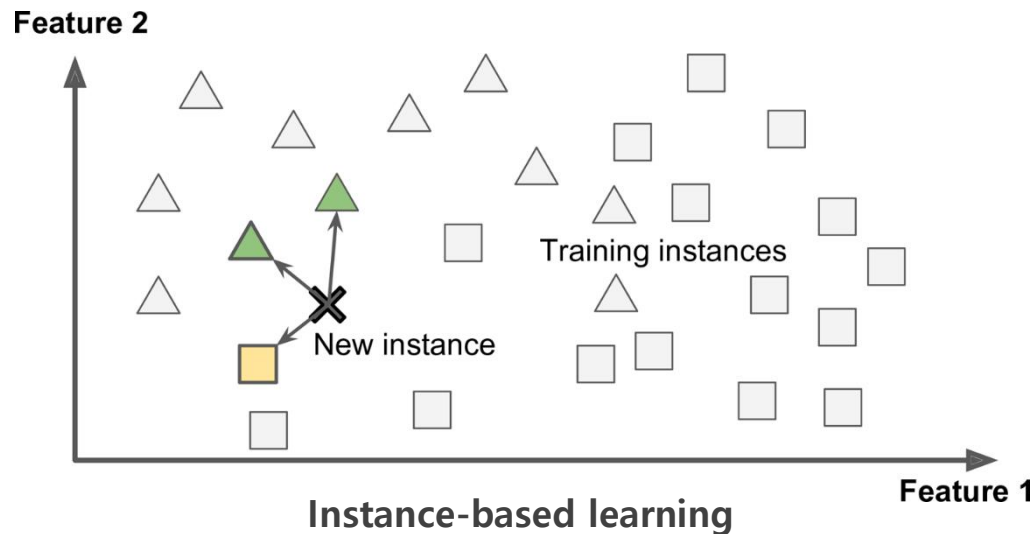 Feature 2
Training instances
New instance
Feature 1
Instance-based learning